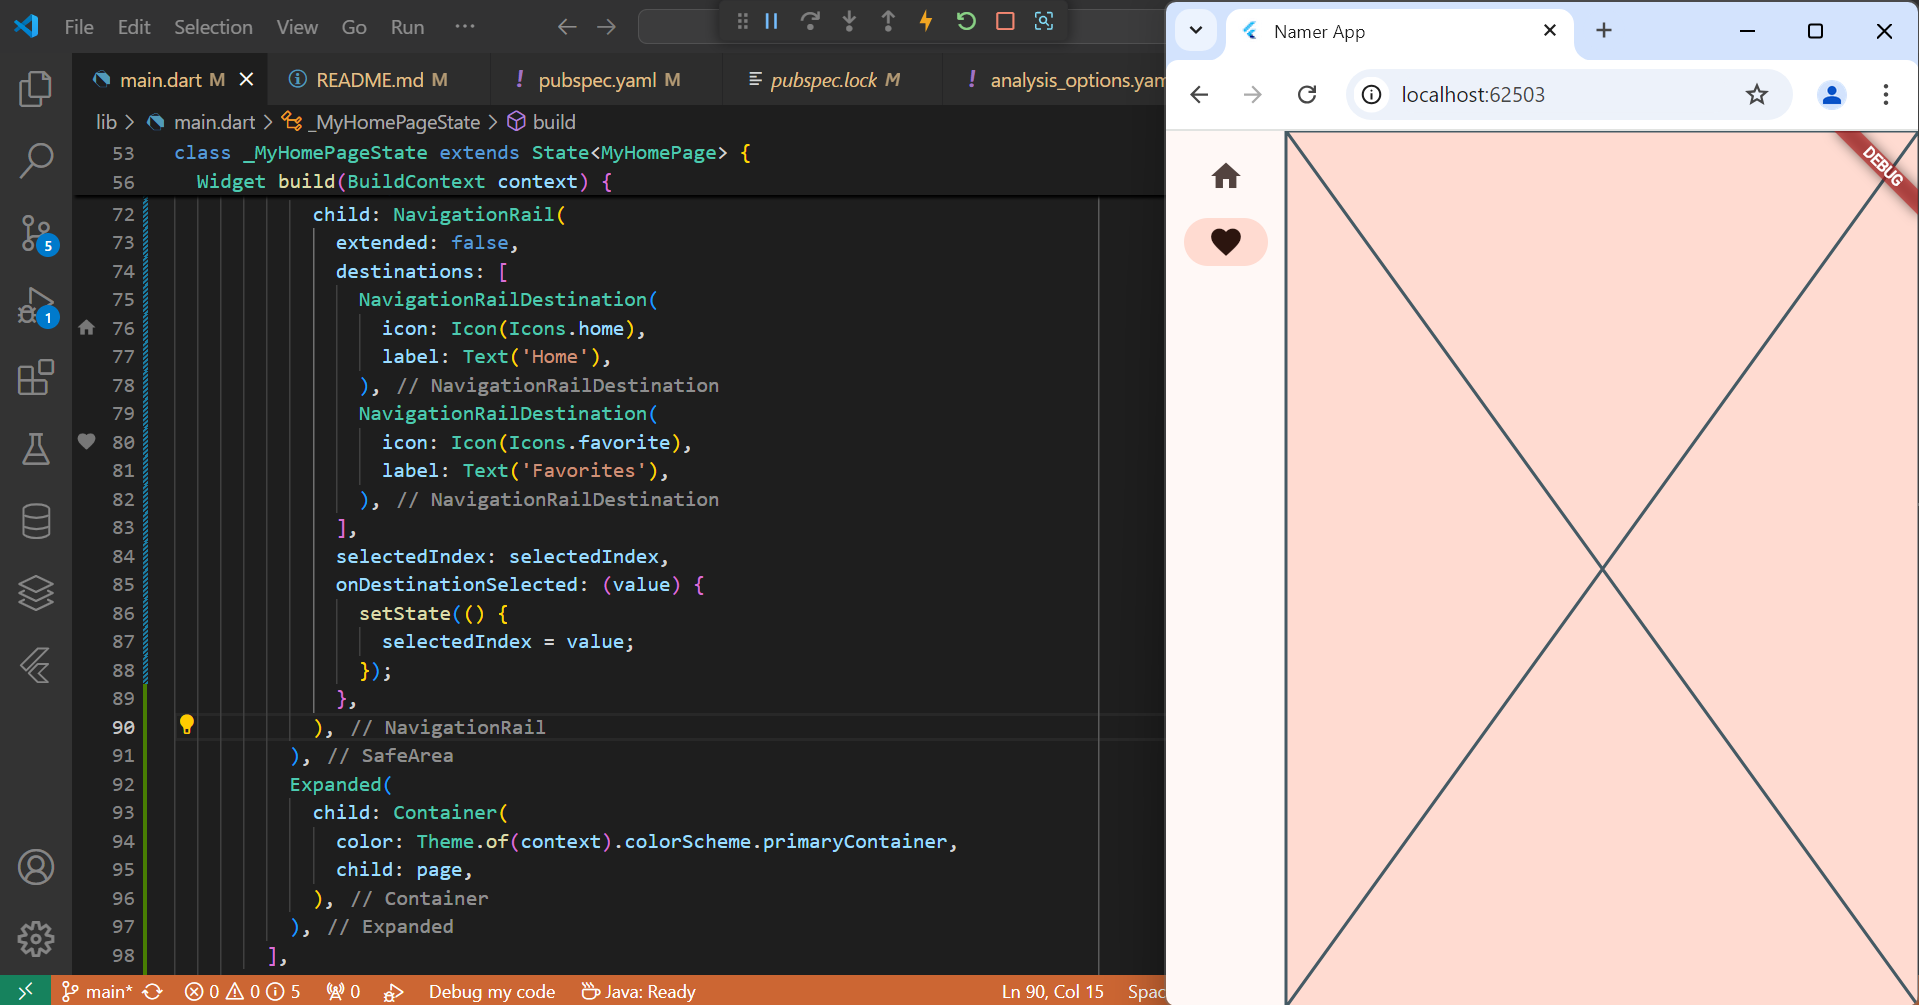 File Edit Selection View Go Run ···
main.dart M
README.md M
! pubspec.yaml M
pubspec.lock M
! analysis_options.yam
lib > main.dart > _MyHomePageState > build
53 class _MyHomePageState extends State<MyHomePage> {
56 Widget build(BuildContext context) {
72 child: NavigationRail(
73 extended: false,
74 destinations: [
75 NavigationRailDestination(
76 icon: Icon(Icons.home),
77 label: Text('Home'),
78 ), // NavigationRailDestination
79 NavigationRailDestination(
80 icon: Icon(Icons.favorite),
81 label: Text('Favorites'),
82 ), // NavigationRailDestination
83 ],
84 selectedIndex: selectedIndex,
85 onDestinationSelected: (value) {
86 setState(() {
87 selectedIndex = value;
88 });
89 },
90 ), // NavigationRail
91 ), // SafeArea
92 Expanded(
93 child: Container(
94 color: Theme.of(context).colorScheme.primaryContainer,
95 child: page,
96 ), // Container
97 ), // Expanded
98 ],
5
1
main* 0 0 5 0 Debug my code Java: Ready Ln 90, Col 15 Spac
Namer App
localhost:62503
DEBUG